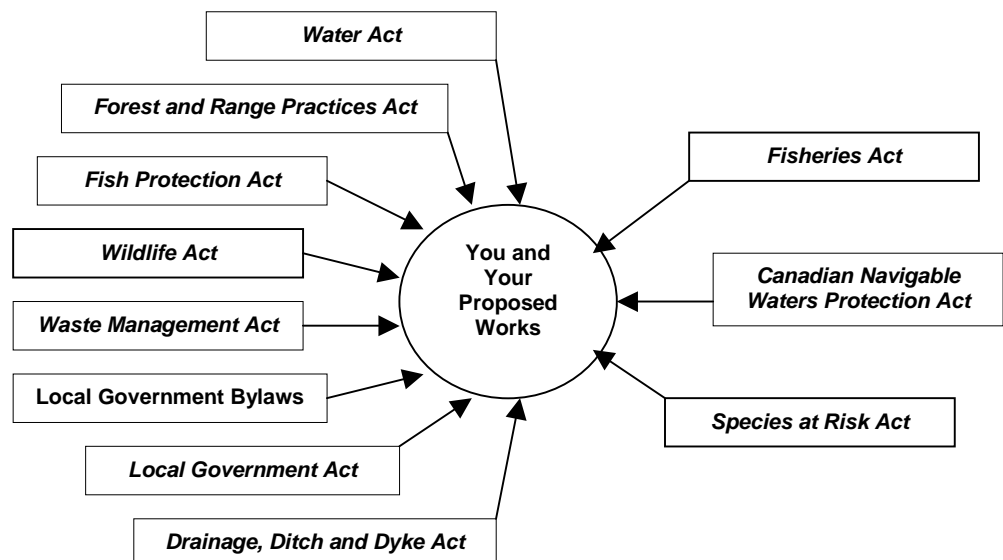 Water Act
Forest and Range Practices Act
Fisheries Act
Fish Protection Act
Wildlife Act
You and
Your
Proposed
Works
Canadian Navigable
Waters Protection Act
Waste Management Act
Local Government Bylaws
Species at Risk Act
Local Government Act
Drainage, Ditch and Dyke Act